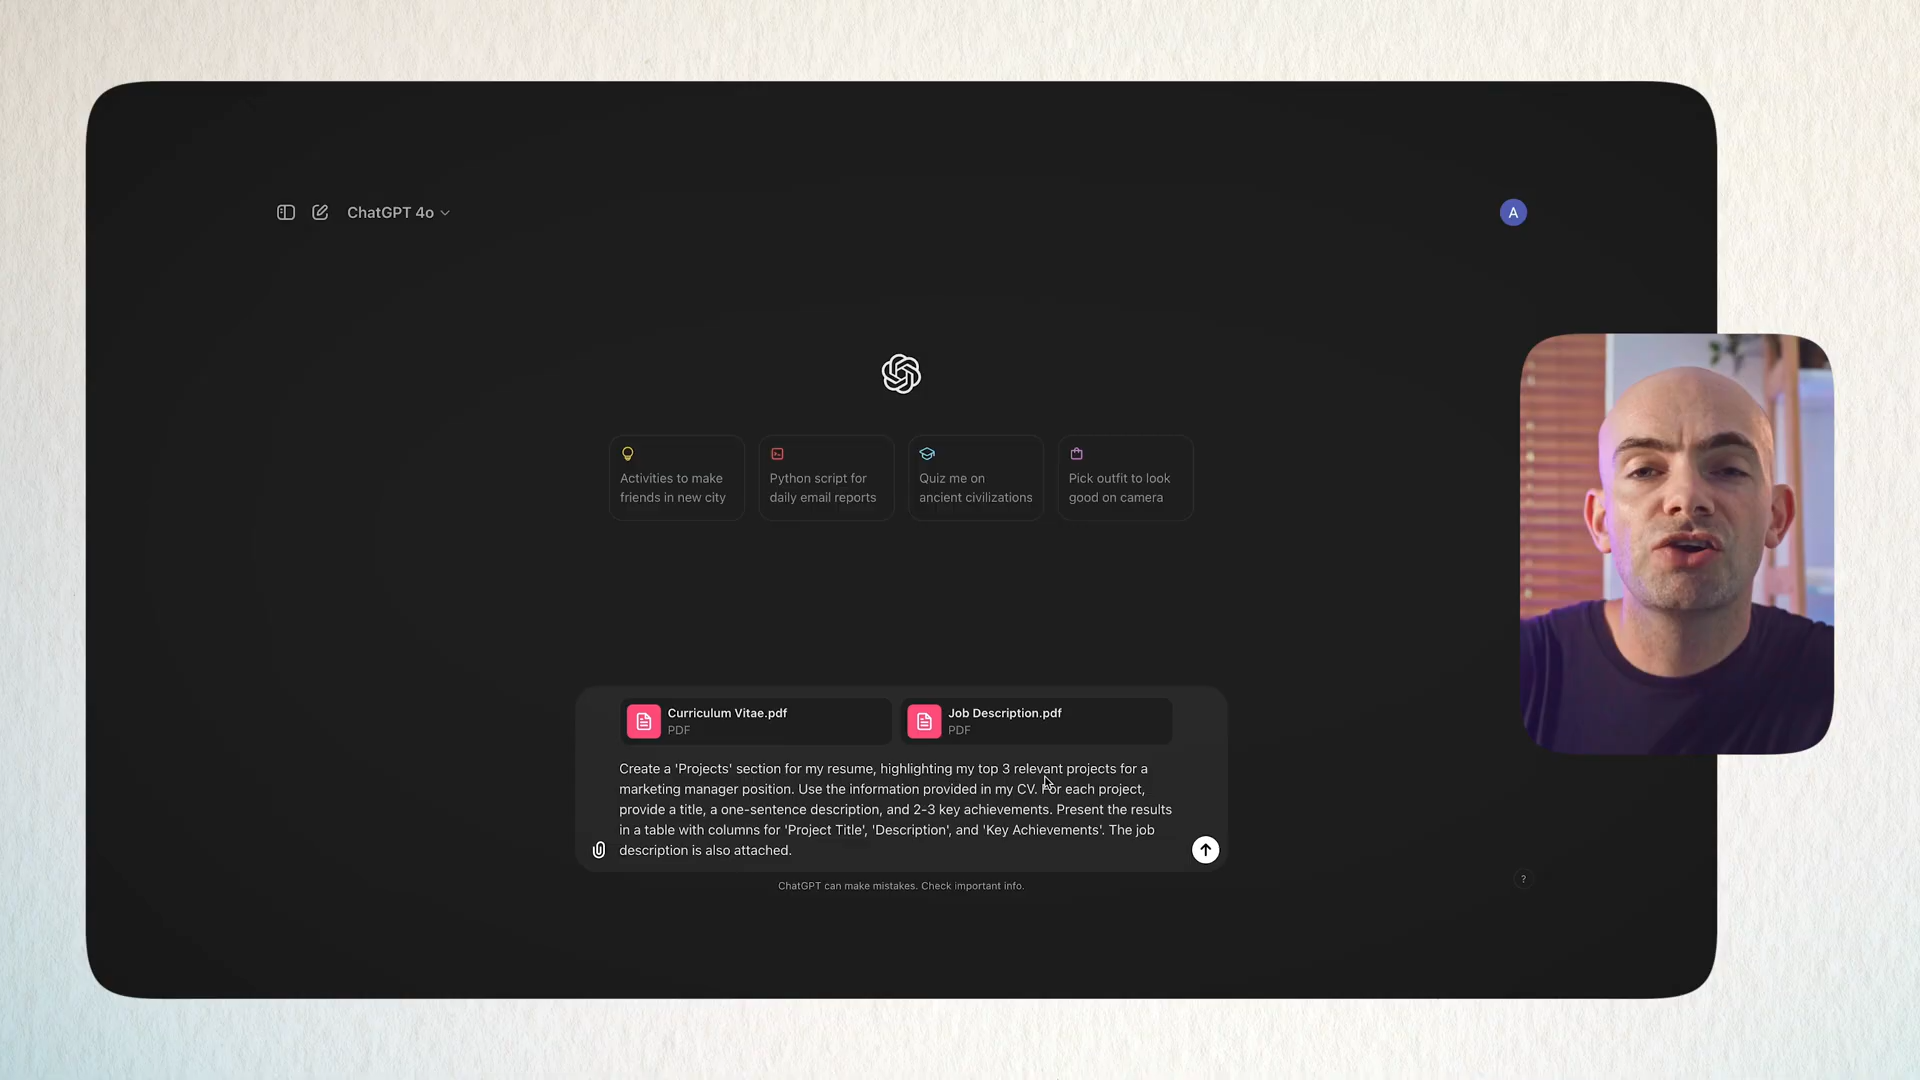 ChatGPT 4o
A
Activities to make
friends in new city
Python script for
daily email reports
Quiz me on
ancient civilizations
Pick outfit to look
good on camera
Curriculum Vitae.pdf
PDF
Job Description.pdf
PDF
Create a 'Projects' section for my resume, highlighting my top 3 relevant projects for a
marketing manager position. Use the information provided in my CV. For each project,
provide a title, a one-sentence description, and 2-3 key achievements. Present the results
in a table with columns for 'Project Title', 'Description', and 'Key Achievements'. The job
description is also attached.
ChatGPT can make mistakes. Check important info.
?